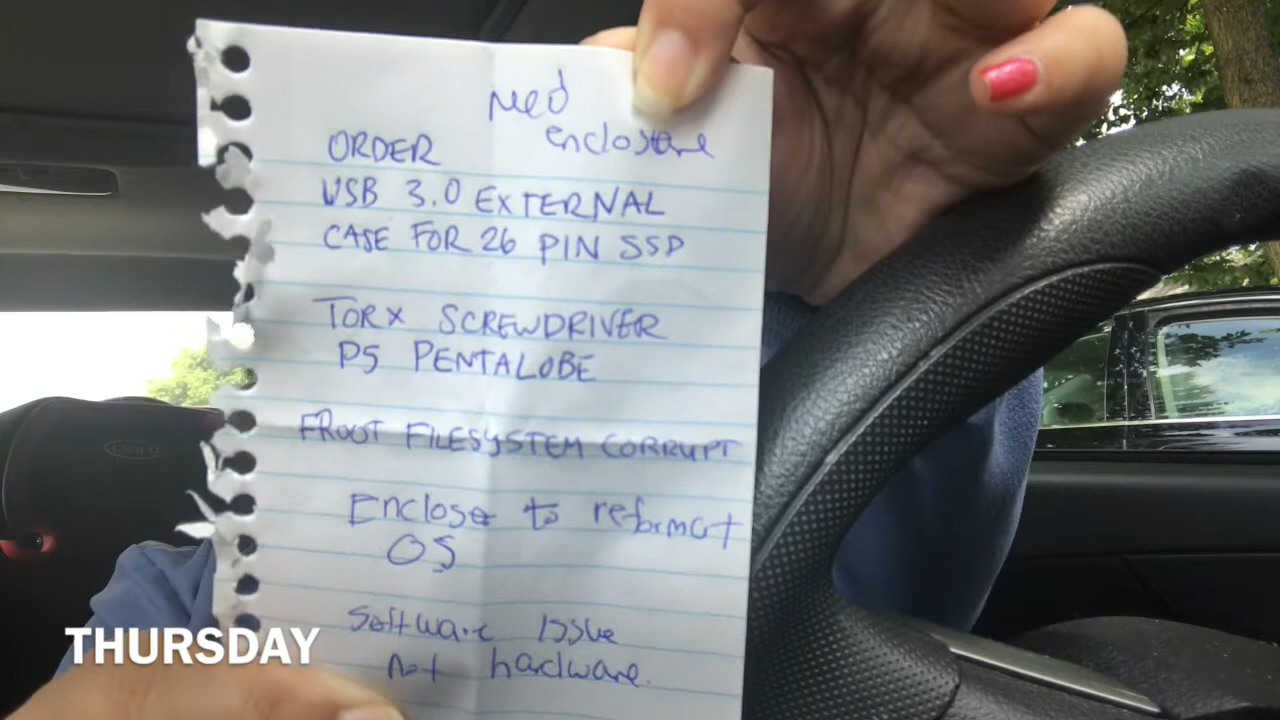 Need
enclosure
ORDER
USB 3.0 EXTERNAL
CASE FOR 26 PIN SSD
TORX SCREWDRIVER
P5 PENTALOBE
FROOT FILESYSTEM CORRUPT
Enclose to reformat
OS
Software issue
not hardware.
THURSDAY